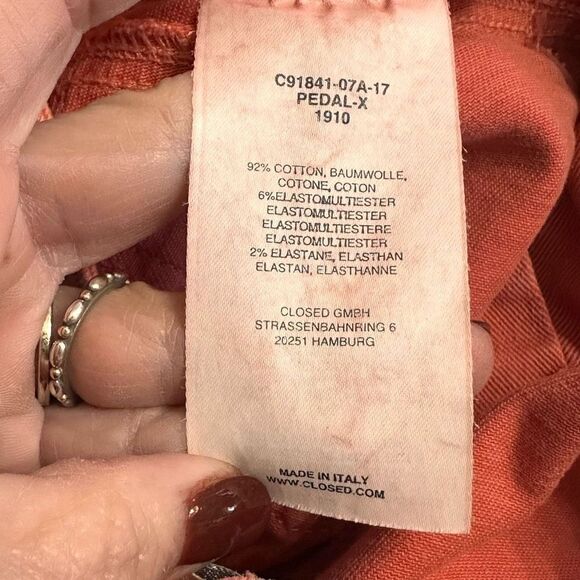 C91841-07A-17
PEDAL-X
1910
92% COTTON, BAUMWOLLE,
COTONE, COTON
6%ELASTOMULTIESTER
ELASTOMULTIESTER
ELASTOMULTIESTERE
ELASTOMULTIESTER
2% ELASTANE, ELASTHAN
ELASTAN, ELASTHANNE
CLOSED GMBH
STRASSENBAHNRING 6
20251 HAMBURG
MADE IN ITALY
WWW.CLOSED.COM